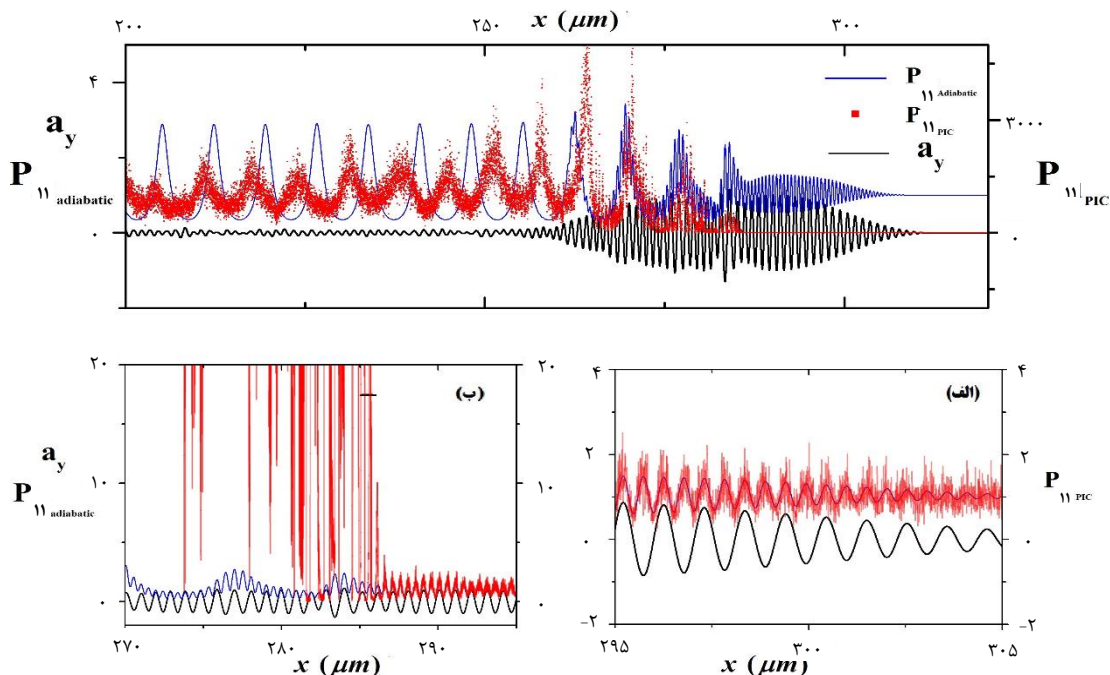 ۲۰۰ ۲۵۰ ۳۰۰
x (μm)
۴
۰
a_y
P_۱۱ adiabatic
P_۱۱ Adiabatic
P_۱۱ PIC
a_y
۳۰۰۰
۰
P_۱۱ PIC
۲۰
۱۰
۰
a_y
P_۱۱ adiabatic
(ب)
۲۰
۱۰
۰
۲۷۰ ۲۸۰ ۲۹۰
x (μm)
۴
۲
۰
-۲
(الف)
۴
۲
۰
-۲
P_۱۱ PIC
۲۹۵ ۳۰۰ ۳۰۵
x (μm)